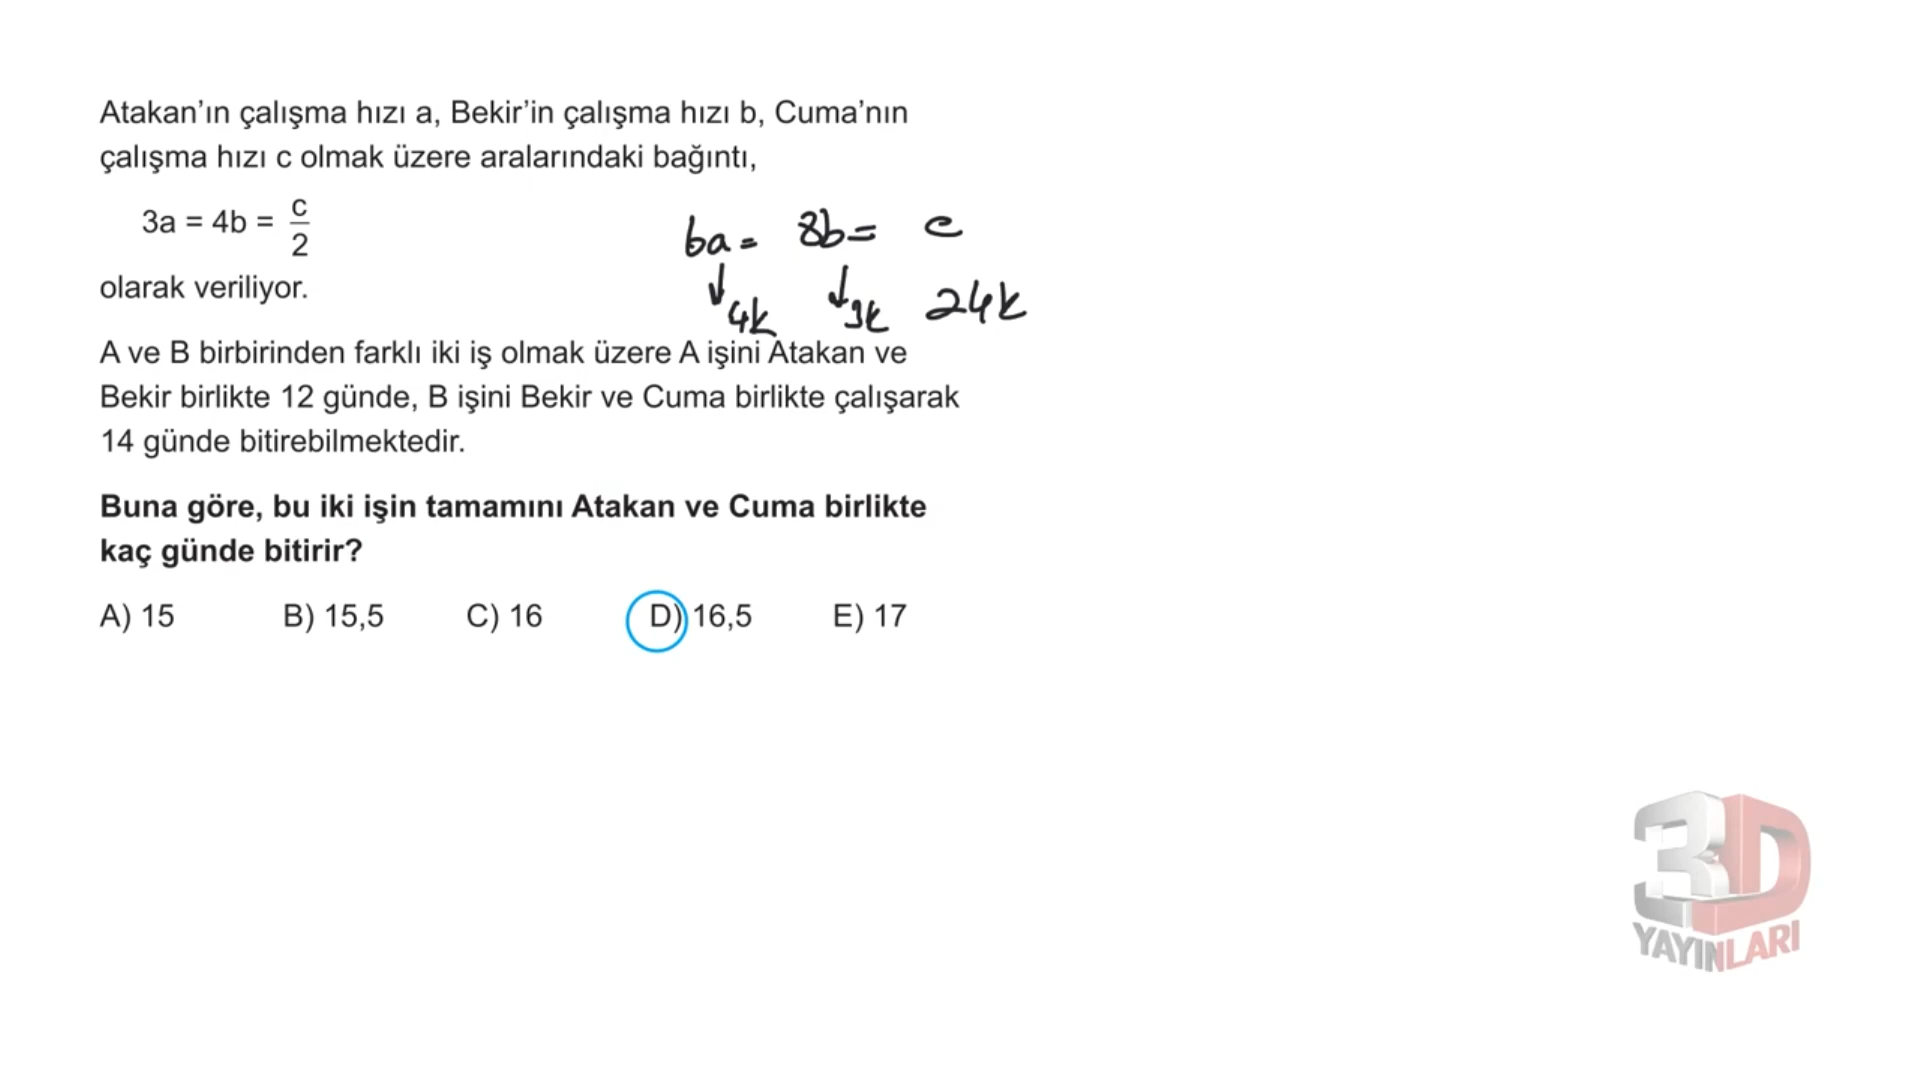 Atakan’ın çalışma hızı a, Bekir’in çalışma hızı b, Cuma’nın
çalışma hızı c olmak üzere aralarındaki bağıntı,
3a = 4b = c/2
6a = 8b = c
4k 3k 24k
olarak veriliyor.
A ve B birbirinden farklı iki iş olmak üzere A işini Atakan ve
Bekir birlikte 12 günde, B işini Bekir ve Cuma birlikte çalışarak
14 günde bitirebilmektedir.
Buna göre, bu iki işin tamamını Atakan ve Cuma birlikte
kaç günde bitirir?
A) 15 B) 15,5 C) 16 D) 16,5 E) 17
3D
YAYINLARI